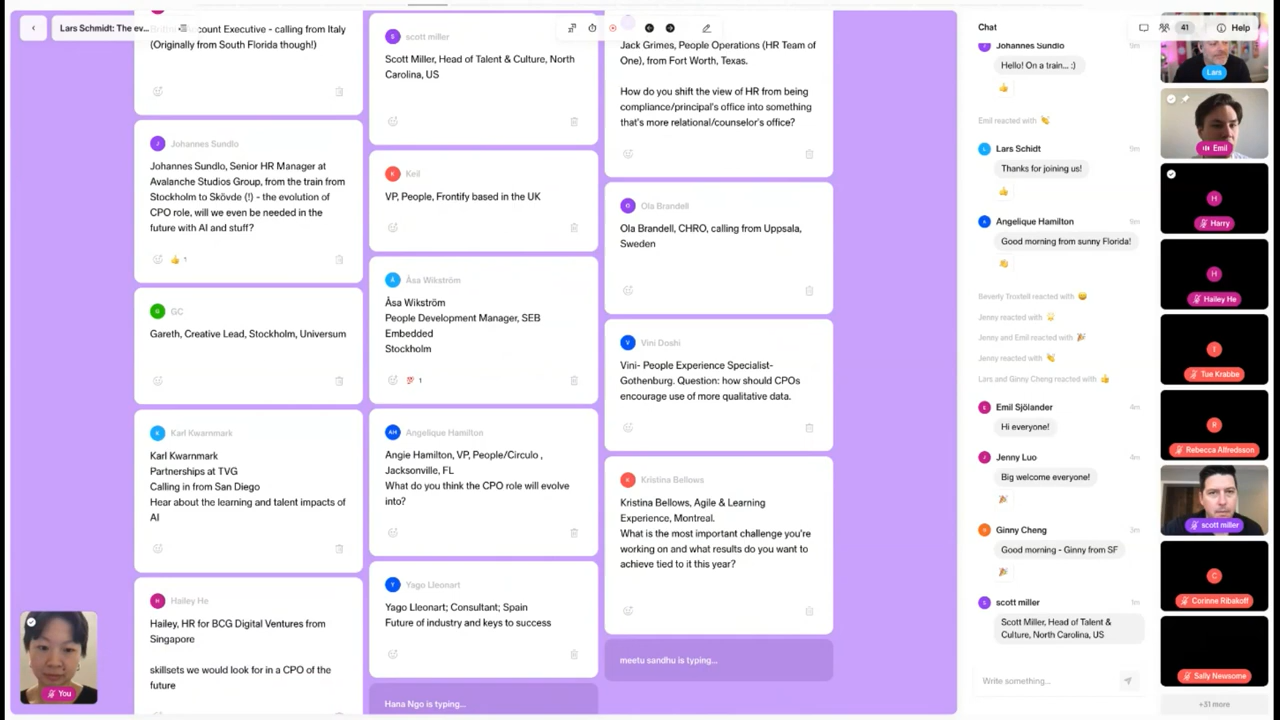 Lars Schmidt: The ev...
41
Help
count Executive - calling from Italy
(Originally from South Florida though!)
Johannes Sundlo
Johannes Sundlo, Senior HR Manager at
Avalanche Studios Group, from the train from
Stockholm to Skövde (!) - the evolution of
CPO role, will we even be needed in the
future with AI and stuff?
1
GC
Gareth, Creative Lead, Stockholm, Universum
Karl Kwarnmark
Karl Kwarnmark
Partnerships at TVG
Calling in from San Diego
Hear about the learning and talent impacts of
AI
Hailey He
Hailey, HR for BCG Digital Ventures from
Singapore
skillsets we would look for in a CPO of the
future
You
scott miller
Scott Miller, Head of Talent & Culture, North
Carolina, US
Keil
VP, People, Frontify based in the UK
Åsa Wikström
Åsa Wikström
People Development Manager, SEB
Embedded
Stockholm
1
Angelique Hamilton
Angie Hamilton, VP, People/Circulo ,
Jacksonville, FL
What do you think the CPO role will evolve
into?
Yago Lleonart
Yago Lleonart; Consultant; Spain
Future of industry and keys to success
Hana Ngo is typing...
Jack Grimes, People Operations (HR Team of
One), from Fort Worth, Texas.
How do you shift the view of HR from being
compliance/principal's office into something
that's more relational/counselor's office?
Ola Brandell
Ola Brandell, CHRO, calling from Uppsala,
Sweden
Vini Doshi
Vini- People Experience Specialist-
Gothenburg. Question: how should CPOs
encourage use of more qualitative data.
Kristina Bellows
Kristina Bellows, Agile & Learning
Experience, Montreal.
What is the most important challenge you're
working on and what results do you want to
achieve tied to it this year?
meetu sandhu is typing...
Chat
Johannes Sundlo
Hello! On a train... :)
Emil reacted with
Lars Schidt
Thanks for joining us!
Angelique Hamilton
Good morning from sunny Florida!
Beverly Troxtell reacted with
Jenny reacted with
Jenny and Emil reacted with
Jenny reacted with
Lars and Ginny Cheng reacted with
Emil Sjölander 4m
Hi everyone!
Jenny Luo 4m
Big welcome everyone!
Ginny Cheng 3m
Good morning - Ginny from SF
scott miller 1m
Scott Miller, Head of Talent &
Culture, North Carolina, US
Write something...
Lars
Emil
H
Harry
H
Hailey He
T
Tue Krabbe
R
Rebecca Alfredsson
scott miller
C
Corinne Ribakoff
Sally Newsome
+31 more